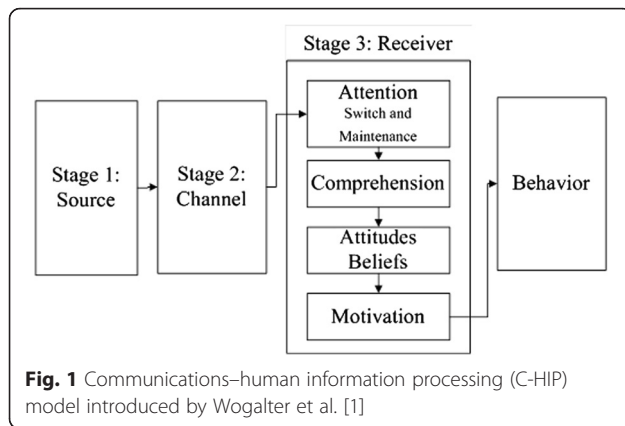 Stage 3: Receiver
Stage 1:
Source
Stage 2:
Channel
Attention
Switch and
Maintenance
Comprehension
Attitudes
Beliefs
Motivation
Behavior
Fig. 1 Communications–human information processing (C-HIP)
model introduced by Wogalter et al. [1]